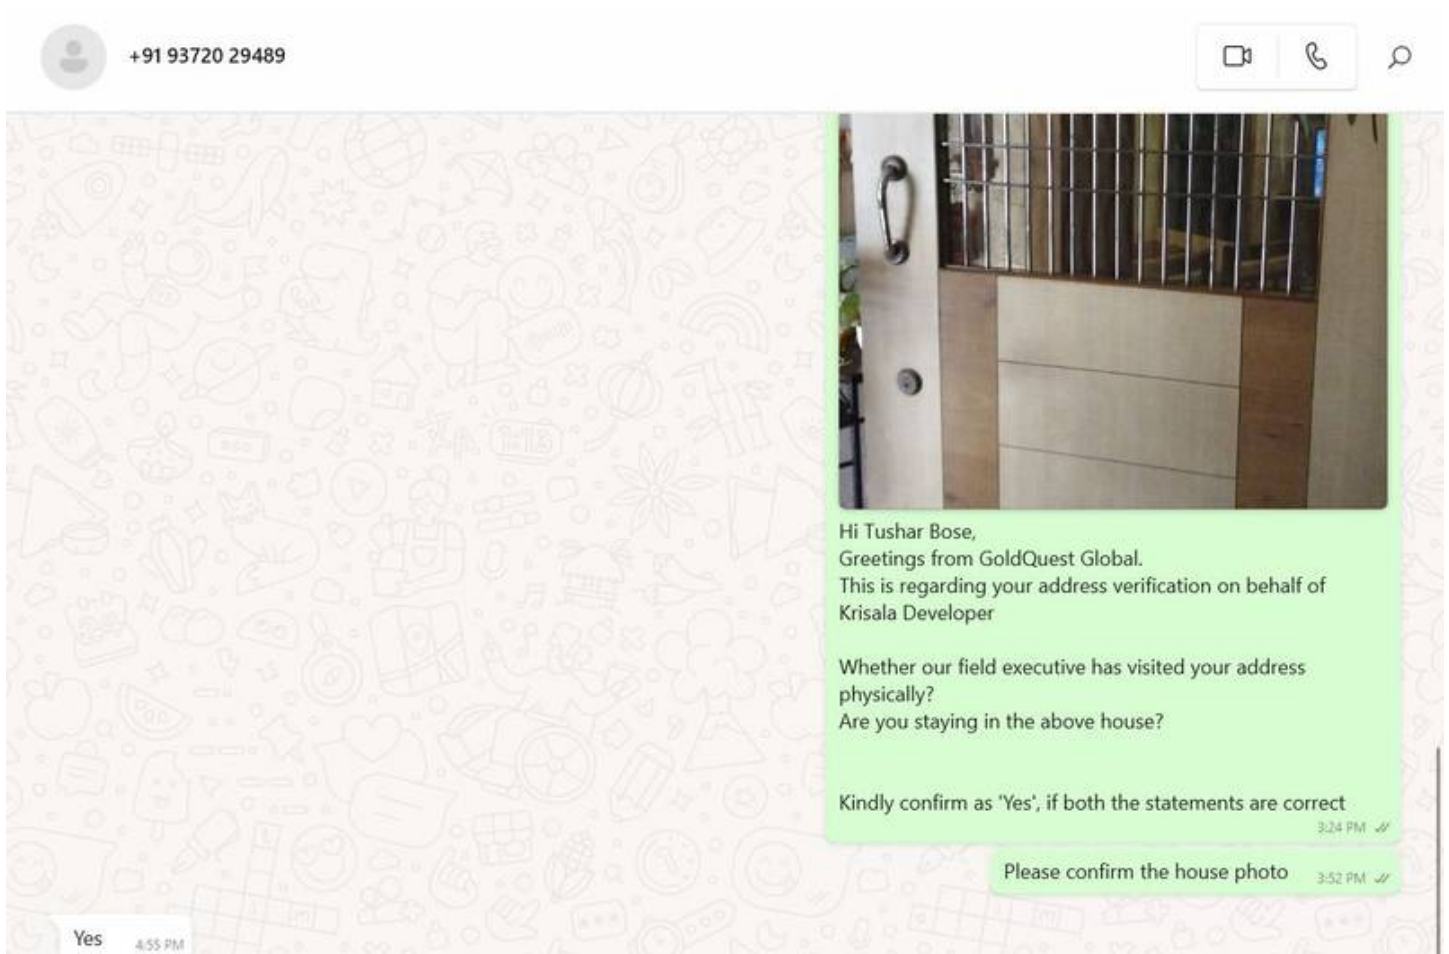 +91 93720 29489
Hi Tushar Bose,
Greetings from GoldQuest Global.
This is regarding your address verification on behalf of
Krisala Developer
Whether our field executive has visited your address
physically?
Are you staying in the above house?
Kindly confirm as 'Yes', if both the statements are correct
3:24 PM
Please confirm the house photo 3:52 PM
Yes 4:55 PM